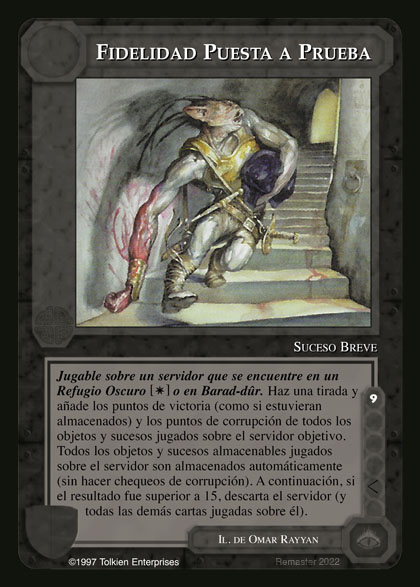 FIDELIDAD PUESTA A PRUEBA
SUCESO BREVE
Jugable sobre un servidor que se encuentre en un
Refugio Oscuro [✷] o en Barad-dûr. Haz una tirada y
añade los puntos de victoria (como si estuvieran
almacenados) y los puntos de corrupción de todos los
objetos y sucesos jugados sobre el servidor objetivo.
Todos los objetos y sucesos almacenables jugados
sobre el servidor son almacenados automáticamente
(sin hacer chequeos de corrupción). A continuación, si
el resultado fue superior a 15, descarta el servidor (y
todas las demás cartas jugadas sobre él).
9
IL. DE OMAR RAYYAN
©1997 Tolkien Enterprises
Remaster 2022